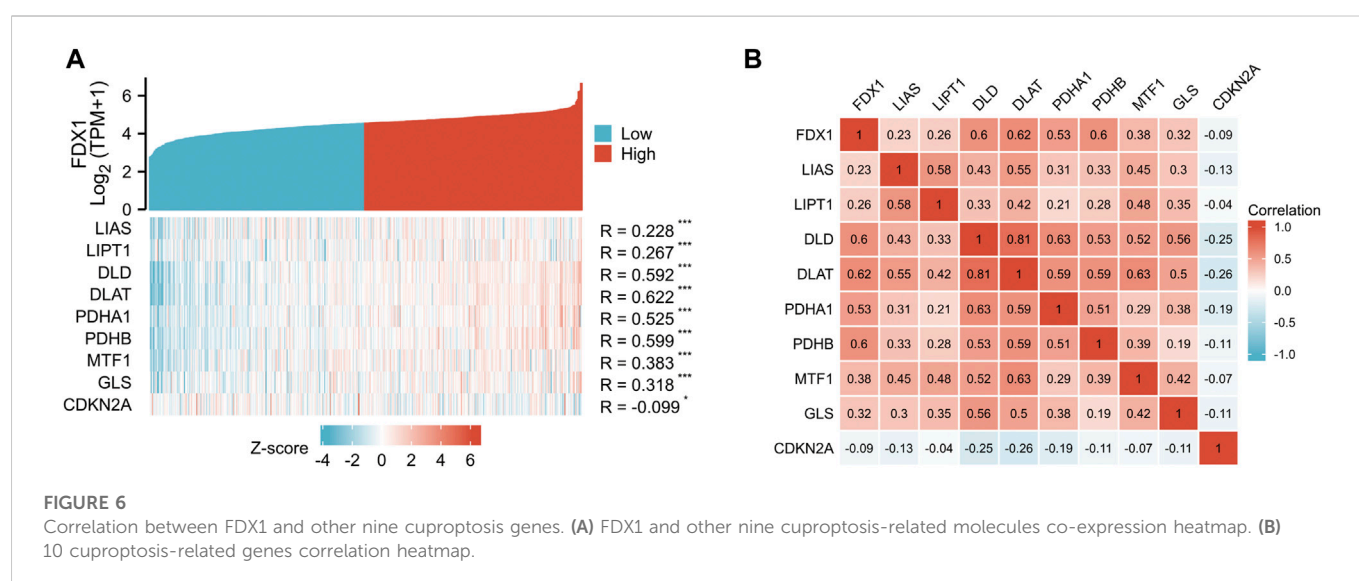 A
FDX1
Log2 (TPM+1)
6
4
2
0
Low
High
LIAS R = 0.228 ***
LIPT1 R = 0.267 ***
DLD R = 0.592 ***
DLAT R = 0.622 ***
PDHA1 R = 0.525 ***
PDHB R = 0.599 ***
MTF1 R = 0.383 ***
GLS R = 0.318 ***
CDKN2A R = -0.099 *
Z-score
-4 -2 0 2 4 6
B
FDX1 LIAS LIPT1 DLD DLAT PDHA1 PDHB MTF1 GLS CDKN2A
FDX1 1 0.23 0.26 0.6 0.62 0.53 0.6 0.38 0.32 -0.09
LIAS 0.23 1 0.58 0.43 0.55 0.31 0.33 0.45 0.3 -0.13
LIPT1 0.26 0.58 1 0.33 0.42 0.21 0.28 0.48 0.35 -0.04
DLD 0.6 0.43 0.33 1 0.81 0.63 0.53 0.52 0.56 -0.25
DLAT 0.62 0.55 0.42 0.81 1 0.59 0.59 0.63 0.5 -0.26
PDHA1 0.53 0.31 0.21 0.63 0.59 1 0.51 0.29 0.38 -0.19
PDHB 0.6 0.33 0.28 0.53 0.59 0.51 1 0.39 0.19 -0.11
MTF1 0.38 0.45 0.48 0.52 0.63 0.29 0.39 1 0.42 -0.07
GLS 0.32 0.3 0.35 0.56 0.5 0.38 0.19 0.42 1 -0.11
CDKN2A -0.09 -0.13 -0.04 -0.25 -0.26 -0.19 -0.11 -0.07 -0.11 1
Correlation
1.0
0.5
0.0
-0.5
-1.0
FIGURE 6
Correlation between FDX1 and other nine cuproptosis genes. (A) FDX1 and other nine cuproptosis-related molecules co-expression heatmap. (B)
10 cuproptosis-related genes correlation heatmap.